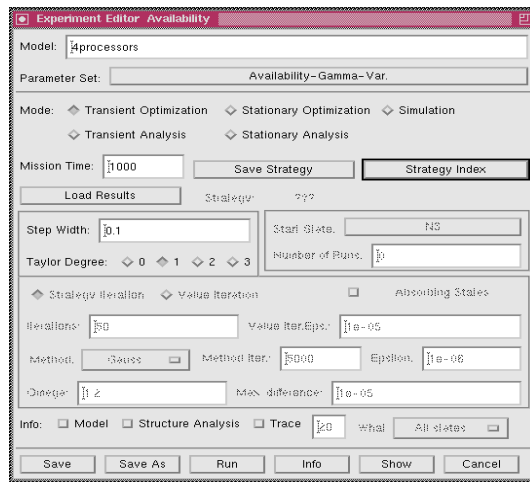 Experiment Editor Availability
Model: 4processors
Parameter Set: Availability-Gamma-Var.
Mode: Transient Optimization Stationary Optimization Simulation
Transient Analysis Stationary Analysis
Mission Time: 1000 Save Strategy Strategy Index
Load Results Strategy: ???
Step Width: 0.1 Start State: NS
Taylor Degree: 0 1 2 3 Number of Runs: 0
Strategy Iteration Value Iteration Absorbing States
Iterations: 50 Value Iter.Eps.: 1e-05
Method: Gauss Method Iter.: 5000 Epsilon: 1e-06
Omega: 1.2 Max. difference: 1e-05
Info: Model Structure Analysis Trace 20 What All states
Save Save As Run Info Show Cancel